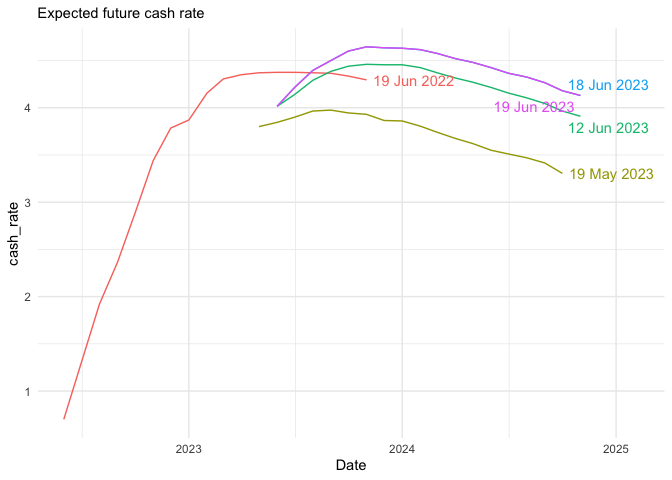 Expected future cash rate
cash_rate
4
3
2
1
19 Jun 2022
18 Jun 2023
19 Jun 2023
12 Jun 2023
19 May 2023
2023
2024
2025
Date